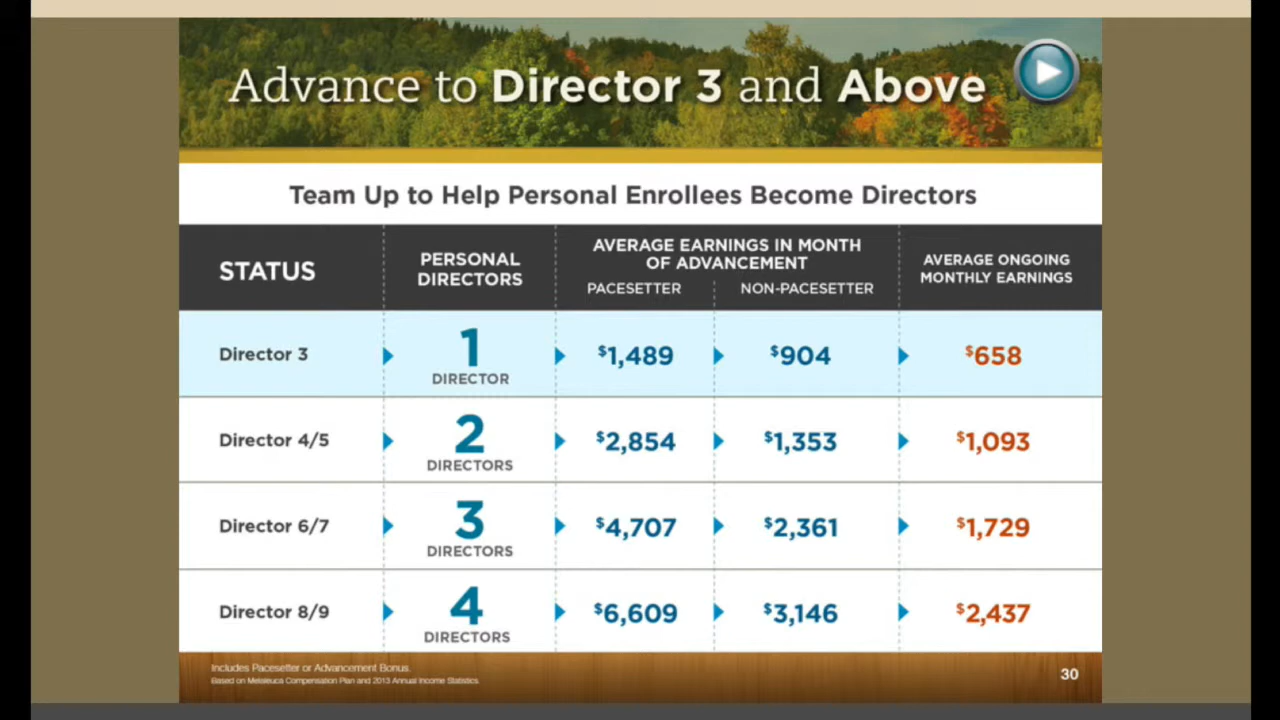 Advance to Director 3 and Above
Team Up to Help Personal Enrollees Become Directors
STATUS
PERSONAL
DIRECTORS
AVERAGE EARNINGS IN MONTH
OF ADVANCEMENT
PACESETTER
NON-PACESETTER
AVERAGE ONGOING
MONTHLY EARNINGS
Director 3
1
DIRECTOR
$1,489
$904
$658
Director 4/5
2
DIRECTORS
$2,854
$1,353
$1,093
Director 6/7
3
DIRECTORS
$4,707
$2,361
$1,729
Director 8/9
4
DIRECTORS
$6,609
$3,146
$2,437
Includes Pacesetter or Advancement Bonus.
Based on Melaleuca Compensation Plan and 2013 Annual Income Statistics.
30